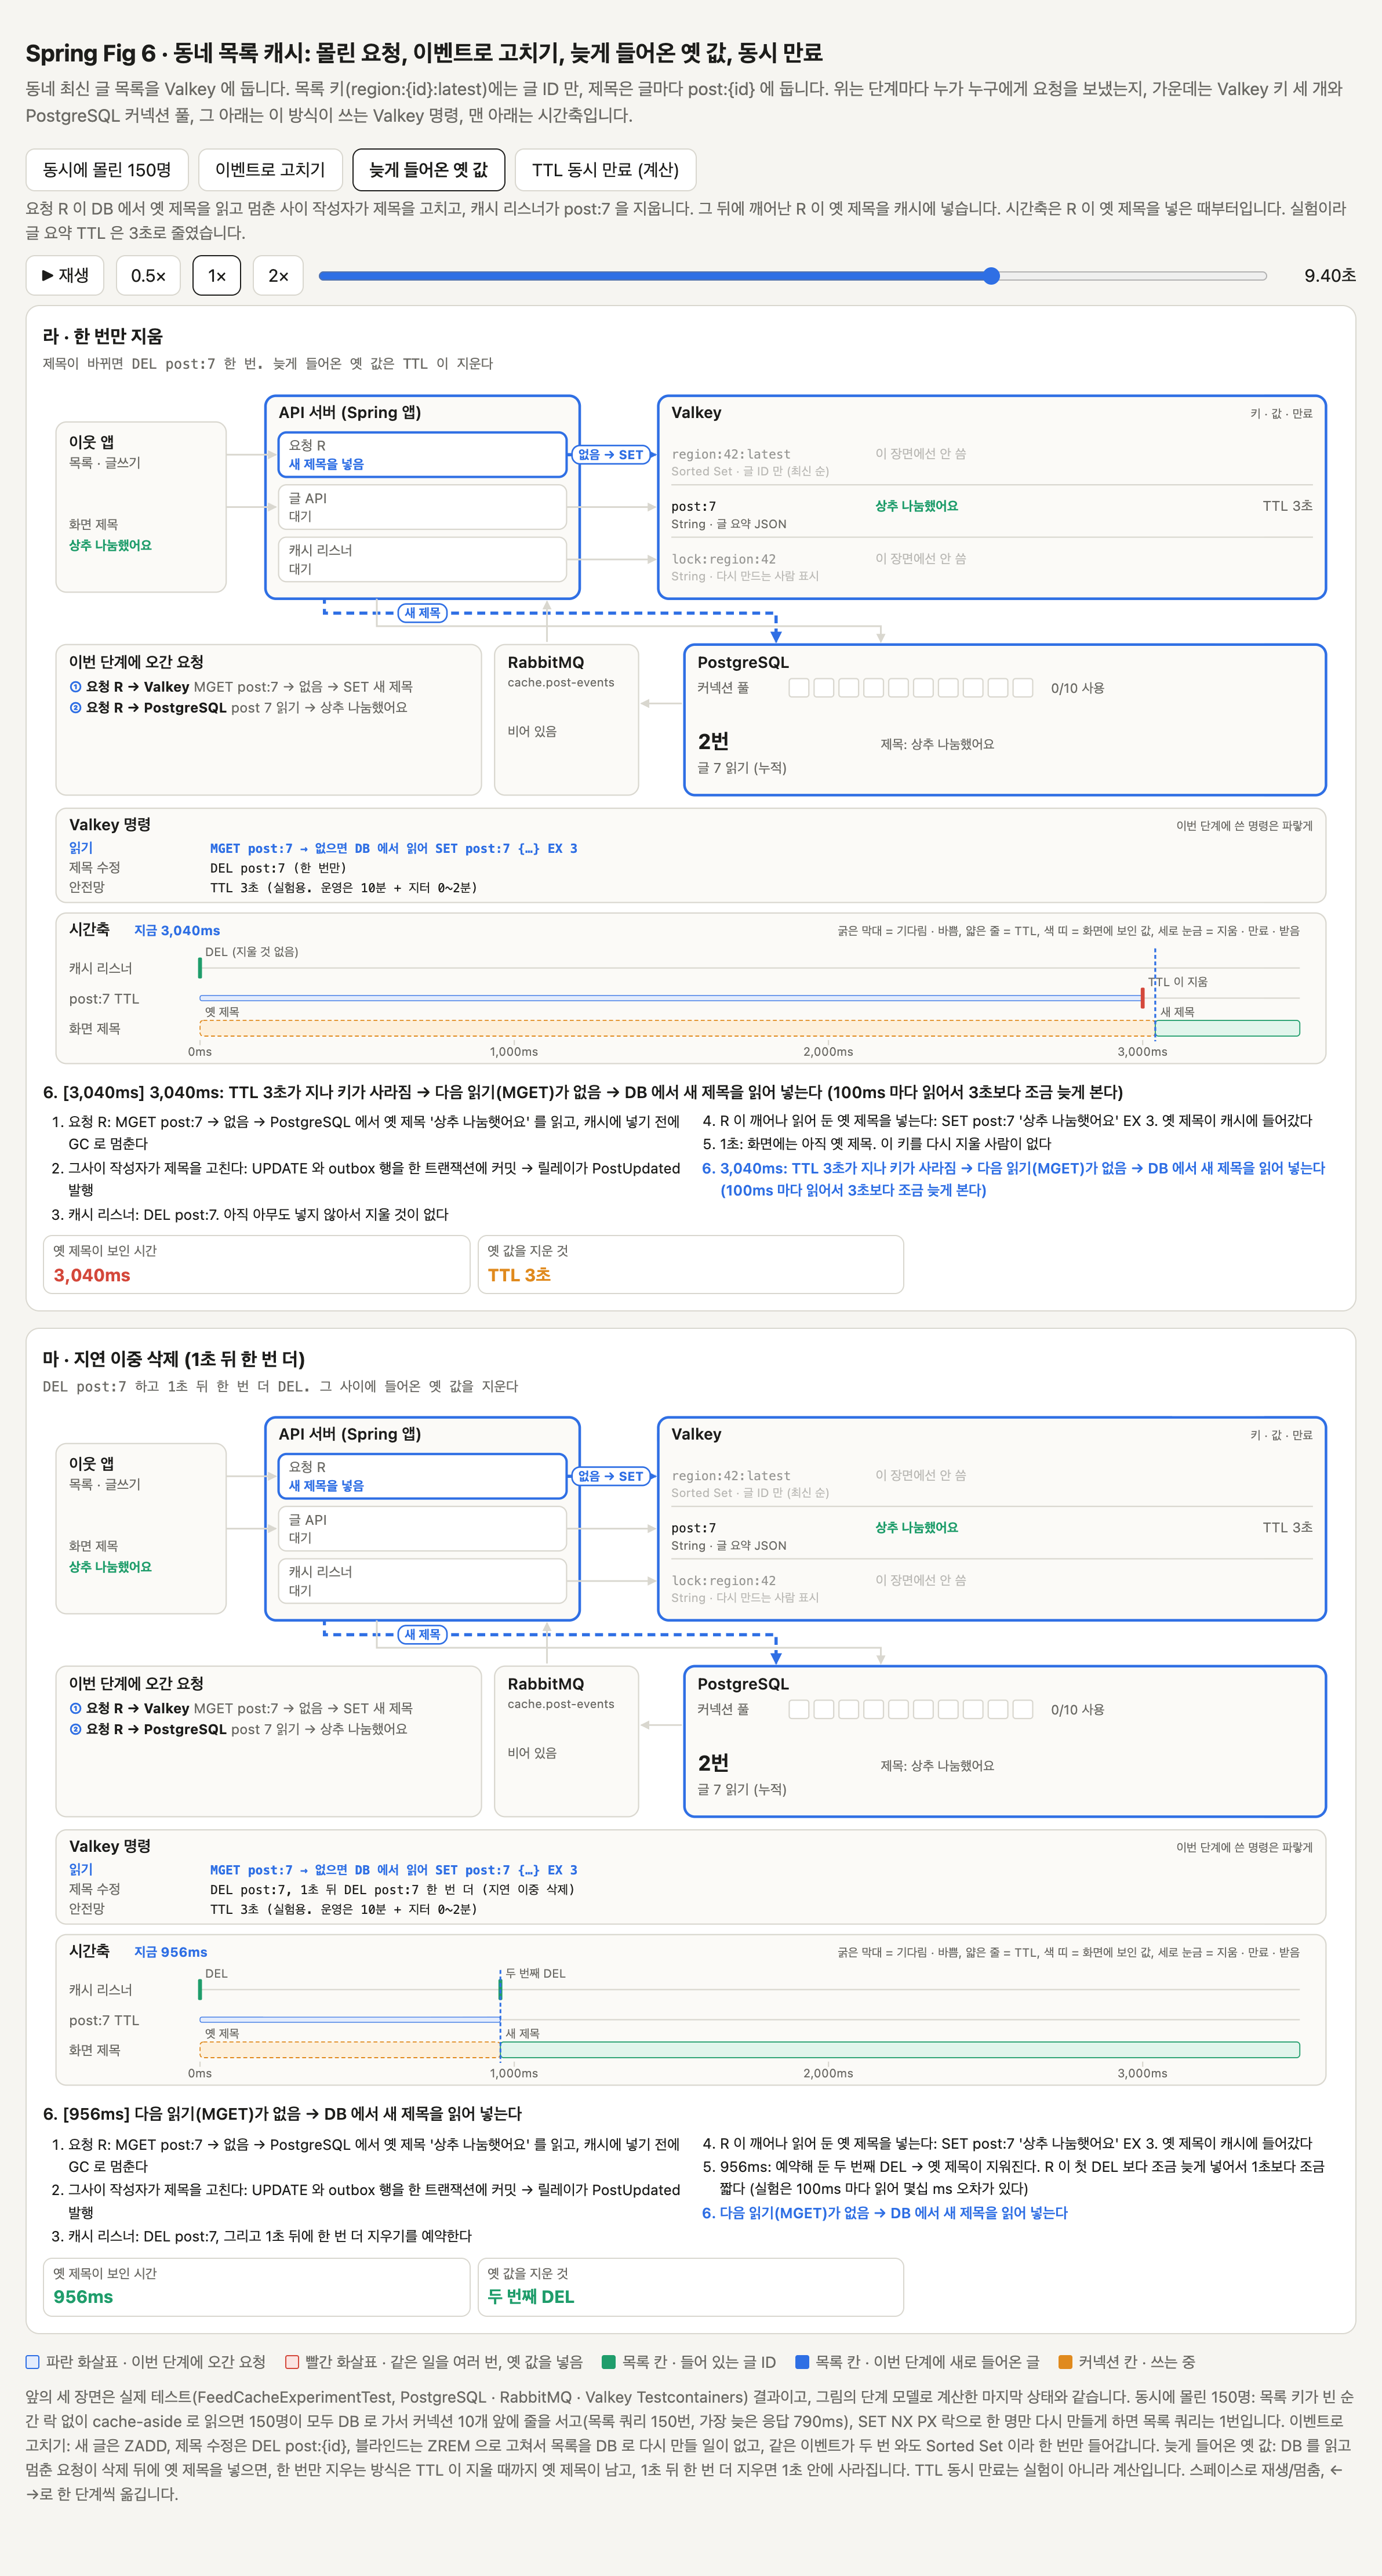 Spring Fig 6 · 동네 목록 캐시: 몰린 요청, 이벤트로 고치기, 늦게 들어온 옛 값, 동시 만료
동네 최신 글 목록을 Valkey 에 둡니다. 목록 키(region:{id}:latest)에는 글 ID 만, 제목은 글마다 post:{id} 에 둡니다. 위는 단계마다 누가 누구에게 요청을 보냈는지, 가운데는 Valkey 키 세 개와
PostgreSQL 커넥션 풀, 그 아래는 이 방식이 쓰는 Valkey 명령, 맨 아래는 시간축입니다.
동시에 몰린 150명
이벤트로 고치기
늦게 들어온 옛 값
TTL 동시 만료 (계산)
요청 R 이 DB 에서 옛 제목을 읽고 멈춘 사이 작성자가 제목을 고치고, 캐시 리스너가 post:7 을 지웁니다. 그 뒤에 깨어난 R 이 옛 제목을 캐시에 넣습니다. 시간축은 R 이 옛 제목을 넣은 때부터입니다. 실험이라
글 요약 TTL 은 3초로 줄였습니다.
▶ 재생
0.5×
1×
2×
9.40초
라 · 한 번만 지움
제목이 바뀌면 DEL post:7 한 번. 늦게 들어온 옛 값은 TTL 이 지운다
이웃 앱
목록 · 글쓰기
화면 제목
상추 나눔했어요
API 서버 (Spring 앱)
요청 R
새 제목을 넣음
글 API
대기
캐시 리스너
대기
없음 → SET
Valkey
키 · 값 · 만료
region:42:latest
이 장면에선 안 씀
Sorted Set · 글 ID 만 (최신 순)
post:7
상추 나눔했어요
TTL 3초
String · 글 요약 JSON
lock:region:42
이 장면에선 안 씀
String · 다시 만드는 사람 표시
새 제목
이번 단계에 오간 요청
① 요청 R → Valkey MGET post:7 → 없음 → SET 새 제목
② 요청 R → PostgreSQL post 7 읽기 → 상추 나눔했어요
RabbitMQ
cache.post-events
비어 있음
PostgreSQL
커넥션 풀
0/10 사용
2번
제목: 상추 나눔했어요
글 7 읽기 (누적)
Valkey 명령
이번 단계에 쓴 명령은 파랗게
읽기 MGET post:7 → 없으면 DB 에서 읽어 SET post:7 {…} EX 3
제목 수정 DEL post:7 (한 번만)
안전망 TTL 3초 (실험용. 운영은 10분 + 지터 0~2분)
시간축
지금 3,040ms
굵은 막대 = 기다림 · 바쁨, 얇은 줄 = TTL, 색 띠 = 화면에 보인 값, 세로 눈금 = 지움 · 만료 · 받음
DEL (지울 것 없음)
캐시 리스너
TTL 이 지움
post:7 TTL
옛 제목
새 제목
화면 제목
0ms
1,000ms
2,000ms
3,000ms
6. [3,040ms] 3,040ms: TTL 3초가 지나 키가 사라짐 → 다음 읽기(MGET)가 없음 → DB 에서 새 제목을 읽어 넣는다 (100ms 마다 읽어서 3초보다 조금 늦게 본다)
1. 요청 R: MGET post:7 → 없음 → PostgreSQL 에서 옛 제목 '상추 나눔했어요' 를 읽고, 캐시에 넣기 전에
GC 로 멈춘다
2. 그사이 작성자가 제목을 고친다: UPDATE 와 outbox 행을 한 트랜잭션에 커밋 → 릴레이가 PostUpdated
발행
3. 캐시 리스너: DEL post:7. 아직 아무도 넣지 않아서 지울 것이 없다
4. R 이 깨어나 읽어 둔 옛 제목을 넣는다: SET post:7 '상추 나눔했어요' EX 3. 옛 제목이 캐시에 들어갔다
5. 1초: 화면에는 아직 옛 제목. 이 키를 다시 지울 사람이 없다
6. 3,040ms: TTL 3초가 지나 키가 사라짐 → 다음 읽기(MGET)가 없음 → DB 에서 새 제목을 읽어 넣는다
(100ms 마다 읽어서 3초보다 조금 늦게 본다)
옛 제목이 보인 시간
3,040ms
옛 값을 지운 것
TTL 3초
마 · 지연 이중 삭제 (1초 뒤 한 번 더)
DEL post:7 하고 1초 뒤 한 번 더 DEL. 그 사이에 들어온 옛 값을 지운다
이웃 앱
목록 · 글쓰기
화면 제목
상추 나눔했어요
API 서버 (Spring 앱)
요청 R
새 제목을 넣음
글 API
대기
캐시 리스너
대기
없음 → SET
Valkey
키 · 값 · 만료
region:42:latest
이 장면에선 안 씀
Sorted Set · 글 ID 만 (최신 순)
post:7
상추 나눔했어요
TTL 3초
String · 글 요약 JSON
lock:region:42
이 장면에선 안 씀
String · 다시 만드는 사람 표시
새 제목
이번 단계에 오간 요청
① 요청 R → Valkey MGET post:7 → 없음 → SET 새 제목
② 요청 R → PostgreSQL post 7 읽기 → 상추 나눔했어요
RabbitMQ
cache.post-events
비어 있음
PostgreSQL
커넥션 풀
0/10 사용
2번
제목: 상추 나눔했어요
글 7 읽기 (누적)
Valkey 명령
이번 단계에 쓴 명령은 파랗게
읽기 MGET post:7 → 없으면 DB 에서 읽어 SET post:7 {…} EX 3
제목 수정 DEL post:7, 1초 뒤 DEL post:7 한 번 더 (지연 이중 삭제)
안전망 TTL 3초 (실험용. 운영은 10분 + 지터 0~2분)
시간축
지금 956ms
굵은 막대 = 기다림 · 바쁨, 얇은 줄 = TTL, 색 띠 = 화면에 보인 값, 세로 눈금 = 지움 · 만료 · 받음
DEL
두 번째 DEL
캐시 리스너
post:7 TTL
옛 제목
새 제목
화면 제목
0ms
1,000ms
2,000ms
3,000ms
6. [956ms] 다음 읽기(MGET)가 없음 → DB 에서 새 제목을 읽어 넣는다
1. 요청 R: MGET post:7 → 없음 → PostgreSQL 에서 옛 제목 '상추 나눔했어요' 를 읽고, 캐시에 넣기 전에
GC 로 멈춘다
2. 그사이 작성자가 제목을 고친다: UPDATE 와 outbox 행을 한 트랜잭션에 커밋 → 릴레이가 PostUpdated
발행
3. 캐시 리스너: DEL post:7, 그리고 1초 뒤에 한 번 더 지우기를 예약한다
4. R 이 깨어나 읽어 둔 옛 제목을 넣는다: SET post:7 '상추 나눔했어요' EX 3. 옛 제목이 캐시에 들어갔다
5. 956ms: 예약해 둔 두 번째 DEL → 옛 제목이 지워진다. R 이 첫 DEL 보다 조금 늦게 넣어서 1초보다 조금
짧다 (실험은 100ms 마다 읽어 몇십 ms 오차가 있다)
6. 다음 읽기(MGET)가 없음 → DB 에서 새 제목을 읽어 넣는다
옛 제목이 보인 시간
956ms
옛 값을 지운 것
두 번째 DEL
파란 화살표 · 이번 단계에 오간 요청
빨간 화살표 · 같은 일을 여러 번, 옛 값을 넣음
목록 칸 · 들어 있는 글 ID
목록 칸 · 이번 단계에 새로 들어온 글
커넥션 칸 · 쓰는 중
앞의 세 장면은 실제 테스트(FeedCacheExperimentTest, PostgreSQL · RabbitMQ · Valkey Testcontainers) 결과이고, 그림의 단계 모델로 계산한 마지막 상태와 같습니다. 동시에 몰린 150명: 목록 키가 빈 순
간 락 없이 cache-aside 로 읽으면 150명이 모두 DB 로 가서 커넥션 10개 앞에 줄을 서고(목록 쿼리 150번, 가장 늦은 응답 790ms), SET NX PX 락으로 한 명만 다시 만들게 하면 목록 쿼리는 1번입니다. 이벤트로
고치기: 새 글은 ZADD, 제목 수정은 DEL post:{id}, 블라인드는 ZREM 으로 고쳐서 목록을 DB 로 다시 만들 일이 없고, 같은 이벤트가 두 번 와도 Sorted Set 이라 한 번만 들어갑니다. 늦게 들어온 옛 값: DB 를 읽고
멈춘 요청이 삭제 뒤에 옛 제목을 넣으면, 한 번만 지우는 방식은 TTL 이 지울 때까지 옛 제목이 남고, 1초 뒤 한 번 더 지우면 1초 안에 사라집니다. TTL 동시 만료는 실험이 아니라 계산입니다. 스페이스로 재생/멈춤, ←
→로 한 단계씩 옮깁니다.